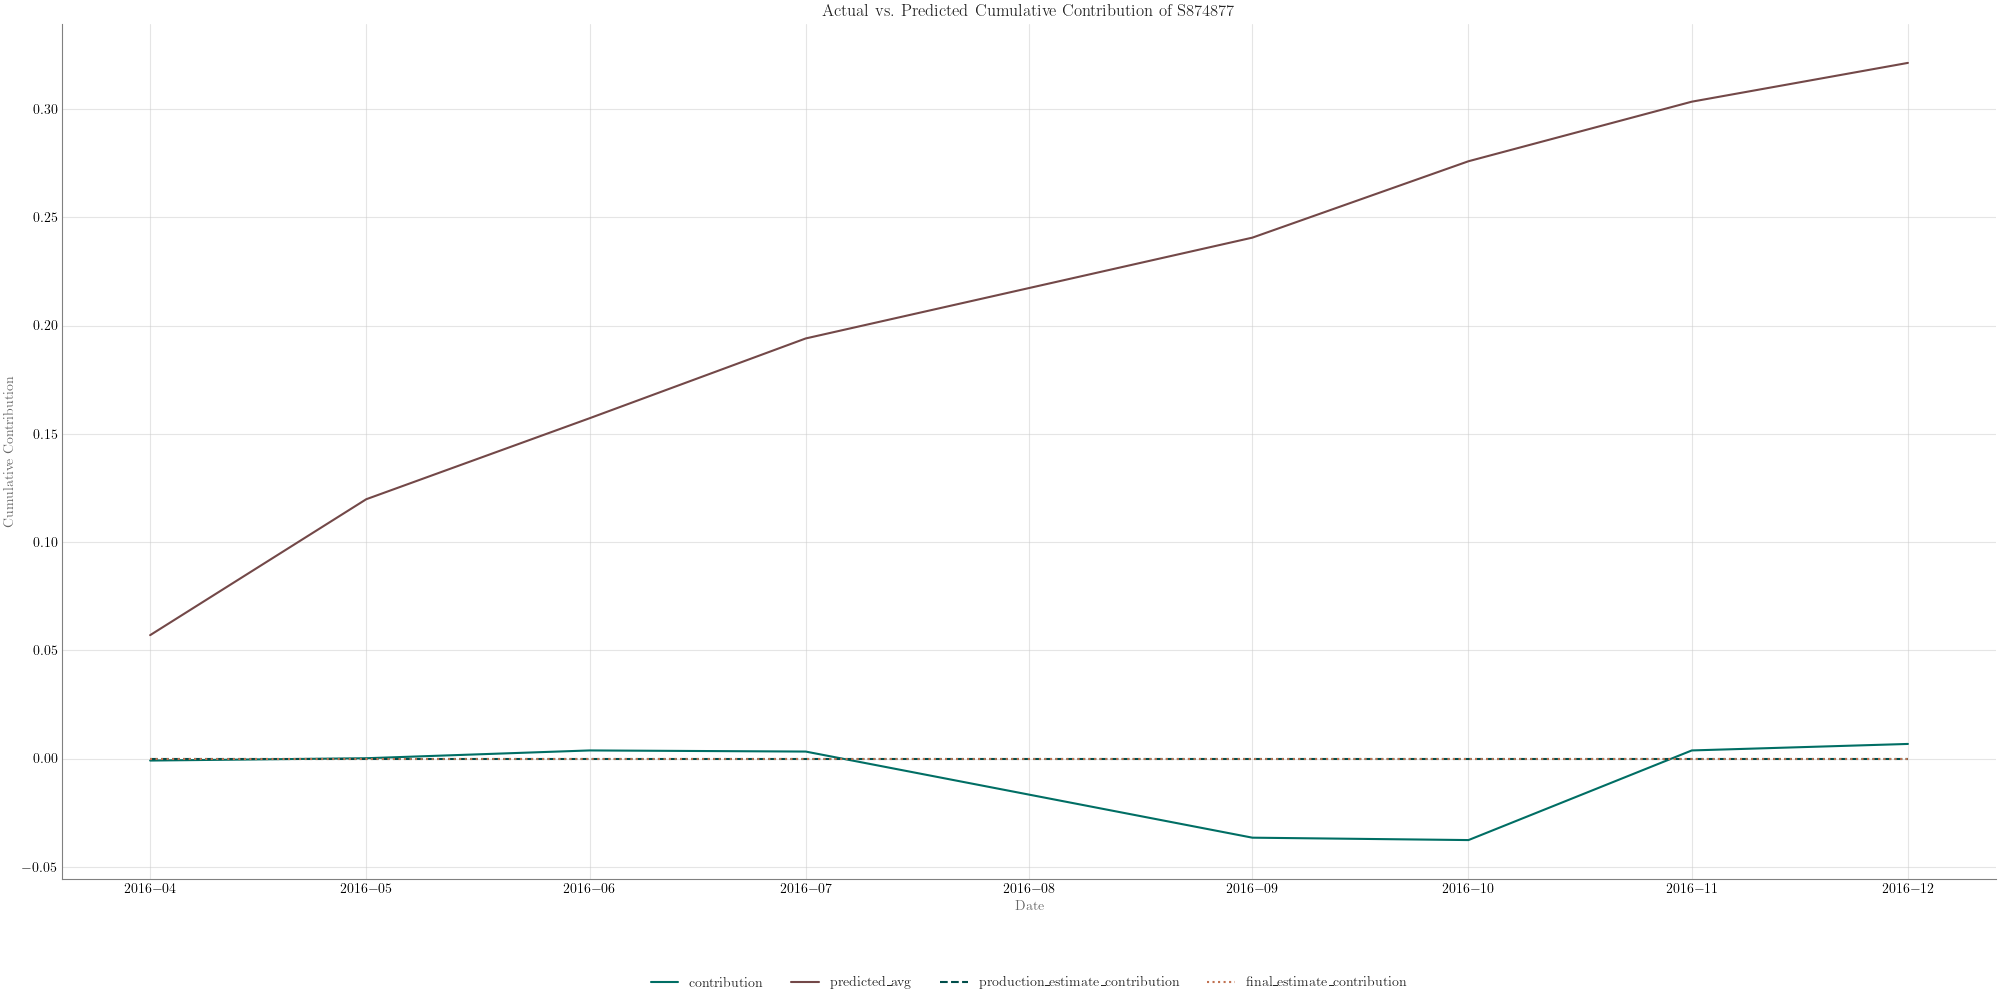 Actual vs. Predicted Cumulative Contribution of S874877
Cumulative Contribution
0.30
0.25
0.20
0.15
0.10
0.05
0.00
−0.05
2016−04 2016−05 2016−06 2016−07 2016−08 2016−09 2016−10 2016−11 2016−12
Date
contribution predicted_avg production_estimate_contribution final_estimate_contribution